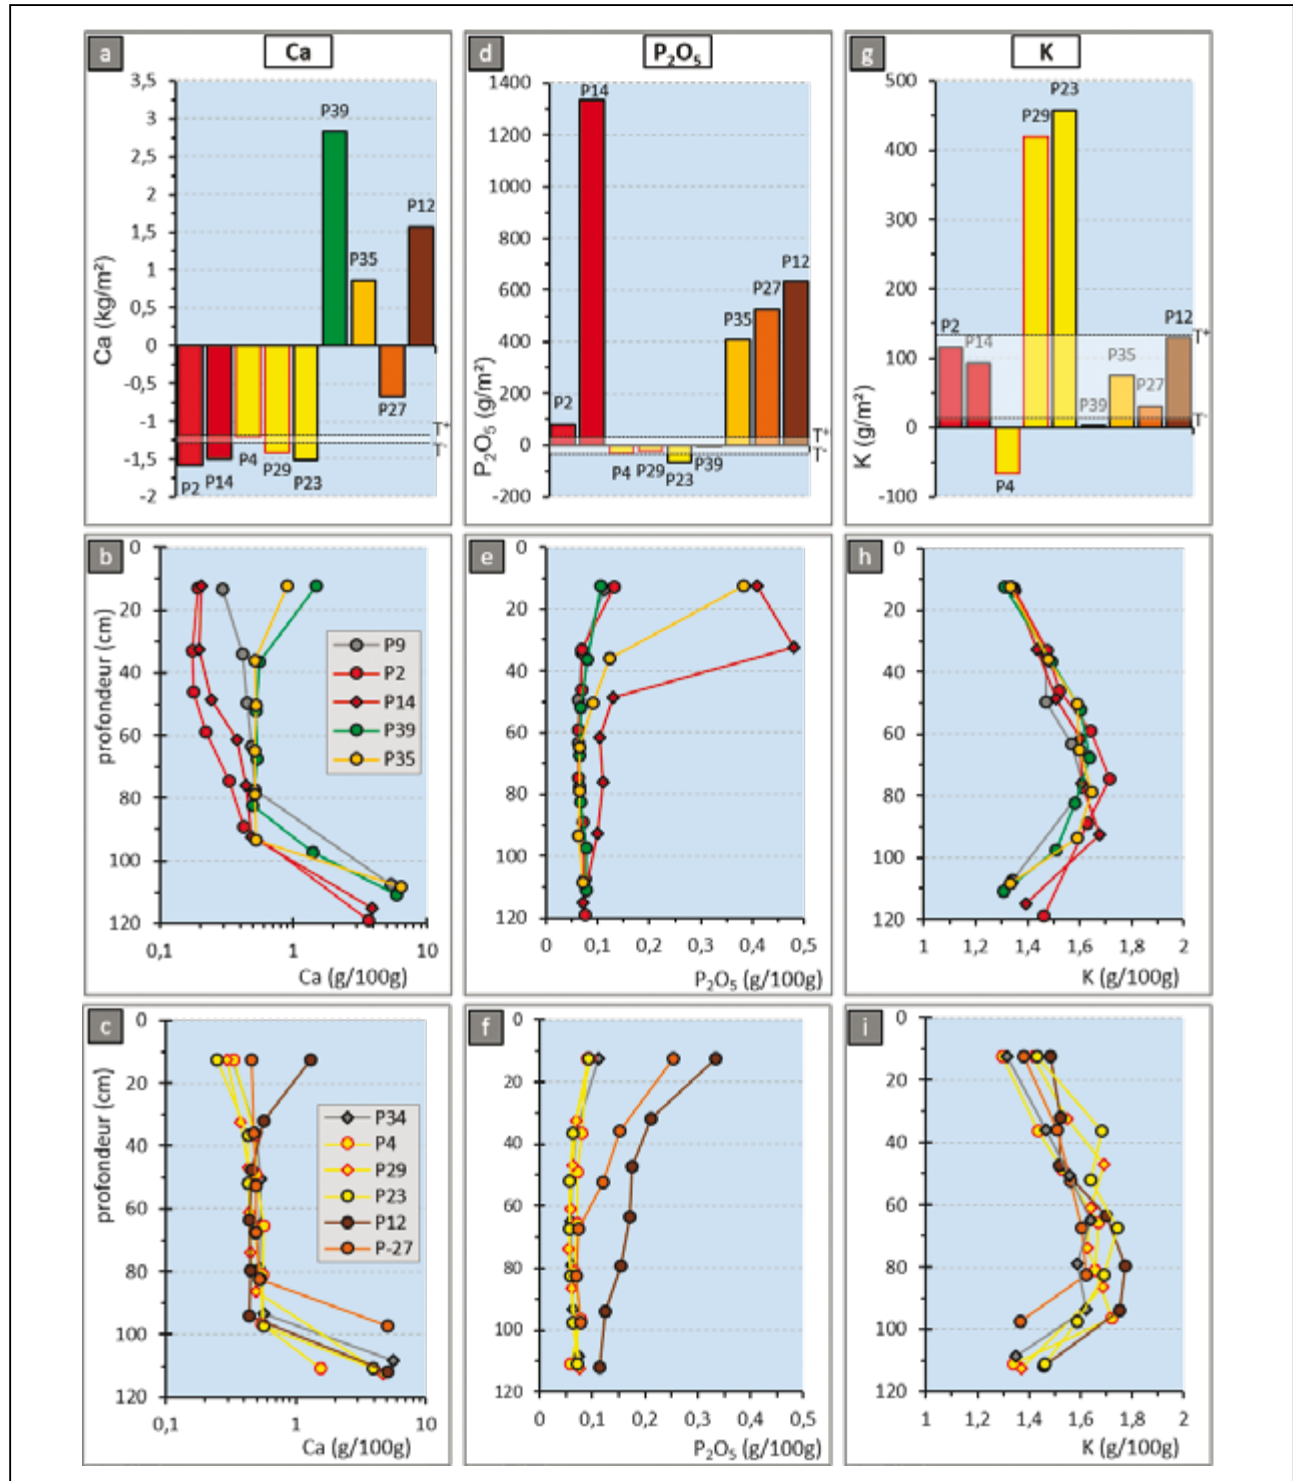 a
Ca
3,5
3
2,5
2
1,5
1
0,5
0
-0,5
-1
-1,5
-2
Ca (kg/m²)
P2
P14
P4
P29
P23
P39
P35
P27
P12
T⁺
T⁻
d
P₂O₅
1400
1200
1000
800
600
400
200
0
-200
P₂O₅ (g/m²)
P2
P14
P4
P29
P23
P39
P35
P27
P12
T⁺
T⁻
g
K
500
400
300
200
100
0
-100
K (g/m²)
P2
P14
P4
P29
P23
P39
P35
P27
P12
T⁺
T⁻
b
0
20
40
60
80
100
120
profondeur (cm)
P9
P2
P14
P39
P35
0,1
1
10
Ca (g/100g)
e
0
20
40
60
80
100
120
0
0,1
0,2
0,3
0,4
0,5
P₂O₅ (g/100g)
h
0
20
40
60
80
100
120
1
1,2
1,4
1,6
1,8
2
K (g/100g)
c
0
20
40
60
80
100
120
profondeur (cm)
P34
P4
P29
P23
P12
P-27
0,1
1
10
Ca (g/100g)
f
0
20
40
60
80
100
120
0
0,1
0,2
0,3
0,4
0,5
P₂O₅ (g/100g)
i
0
20
40
60
80
100
120
1
1,2
1,4
1,6
1,8
2
K (g/100g)